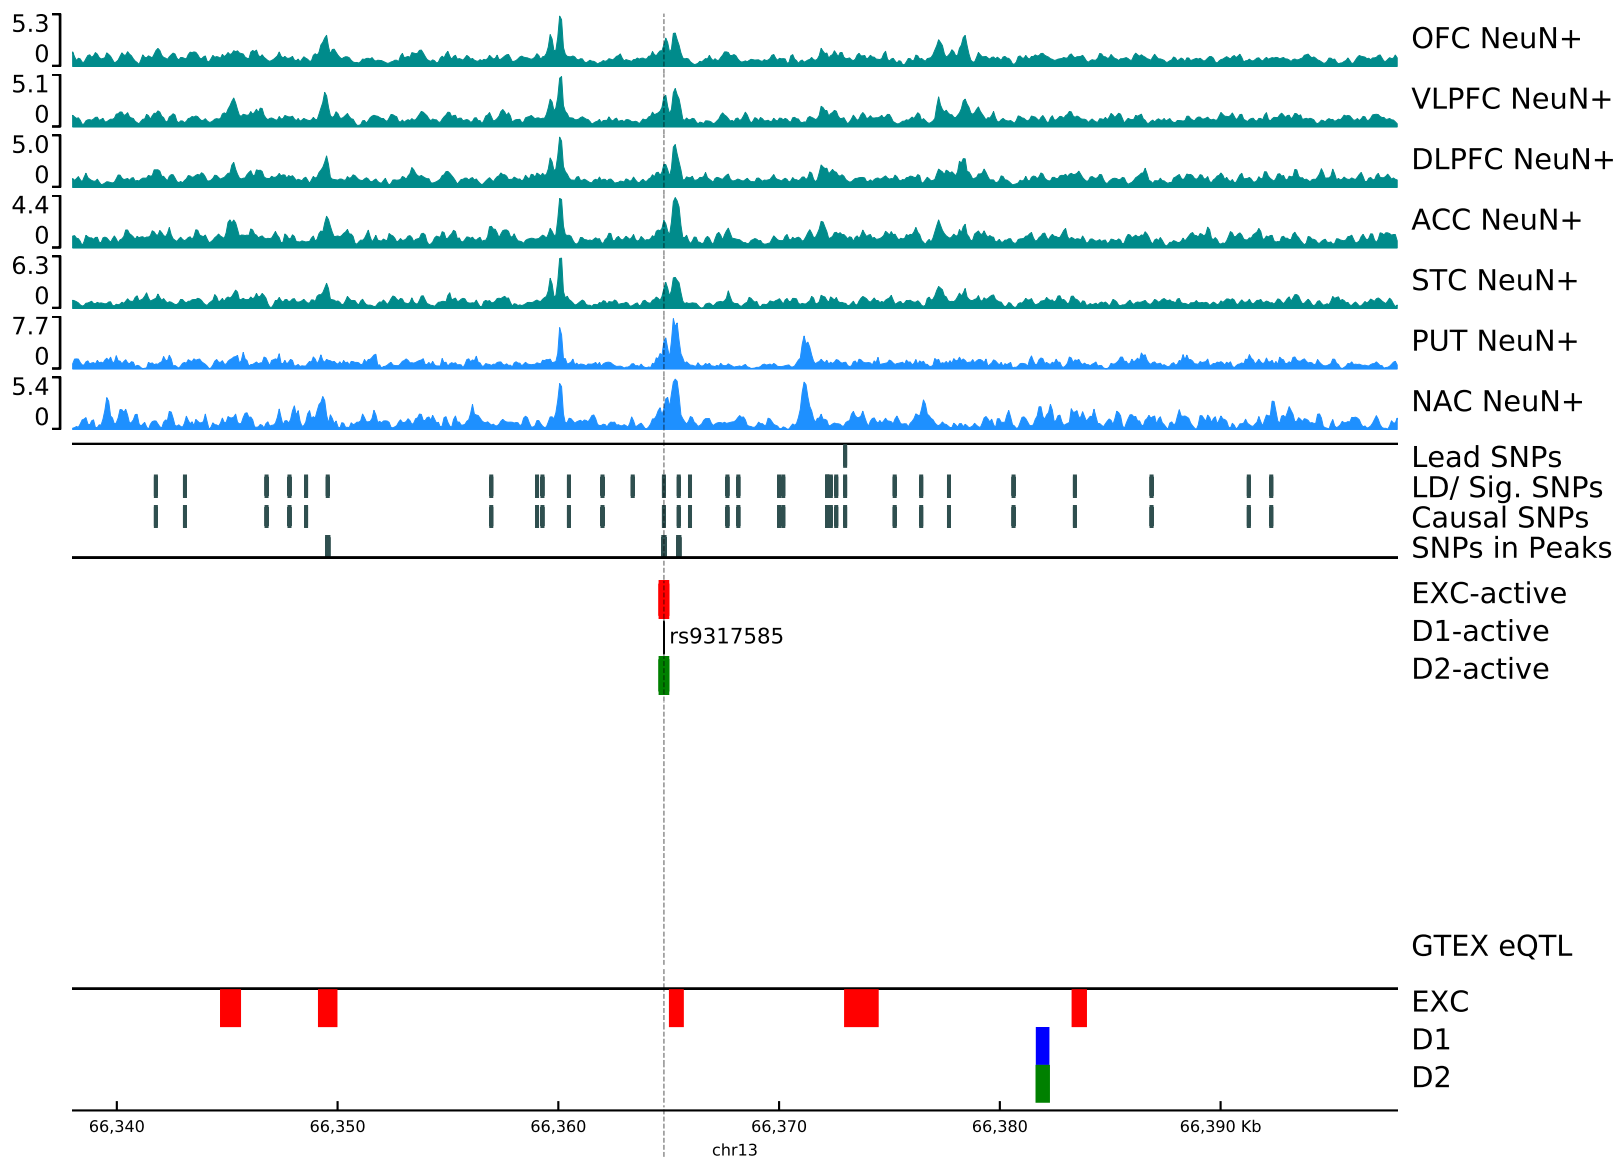 5.3
0
OFC NeuN+
5.1
0
VLPFC NeuN+
5.0
0
DLPFC NeuN+
4.4
0
ACC NeuN+
6.3
0
STC NeuN+
7.7
0
PUT NeuN+
5.4
0
NAC NeuN+
Lead SNPs
LD/ Sig. SNPs
Causal SNPs
SNPs in Peaks
EXC-active
rs9317585
D1-active
D2-active
GTEX eQTL
EXC
D1
D2
66,340 66,350 66,360 66,370 66,380 66,390 Kb
chr13